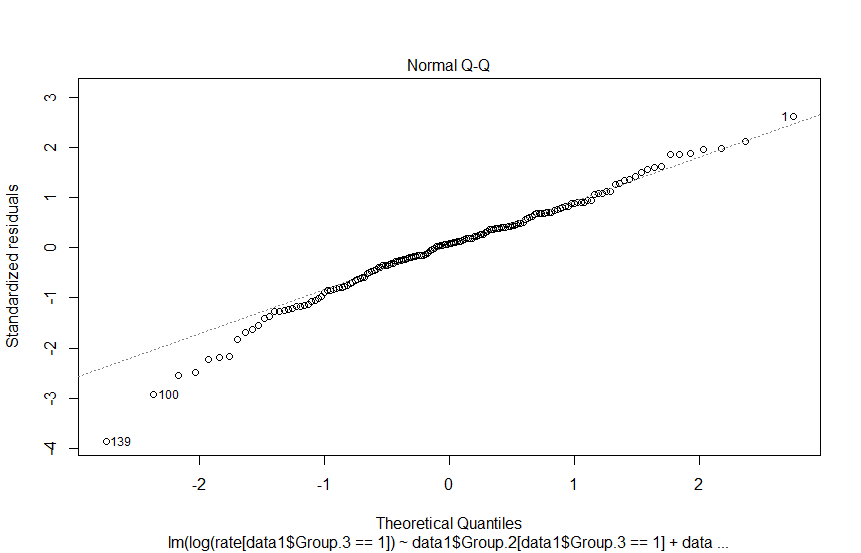 Normal Q-Q
Standardized residuals
3
2
1
0
-1
-2
-3
-4
1
100
139
-2 -1 0 1 2
Theoretical Quantiles
lm(log(rate[data1$Group.3 == 1]) ~ data1$Group.2[data1$Group.3 == 1] + data ...